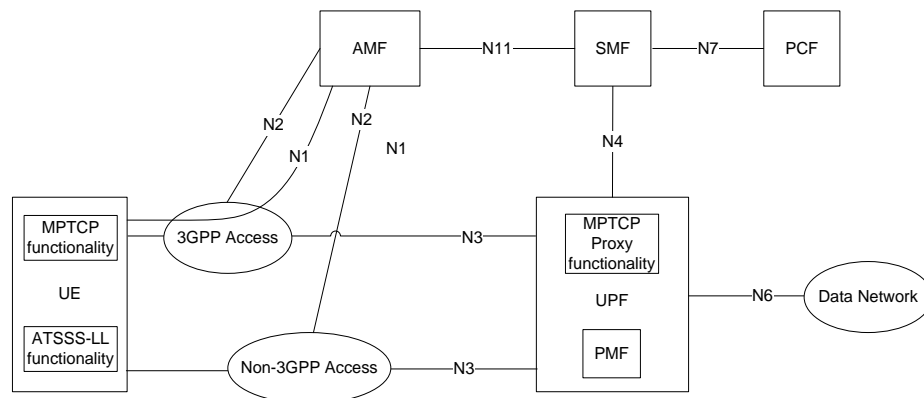 AMF
N11
SMF
N7
PCF
N2
N2
N1
N1
N4
MPTCP
functionality
UE
ATSSS-LL
functionality
3GPP Access
N3
MPTCP
Proxy
functionality
UPF
PMF
N6
Data Network
Non-3GPP Access
N3